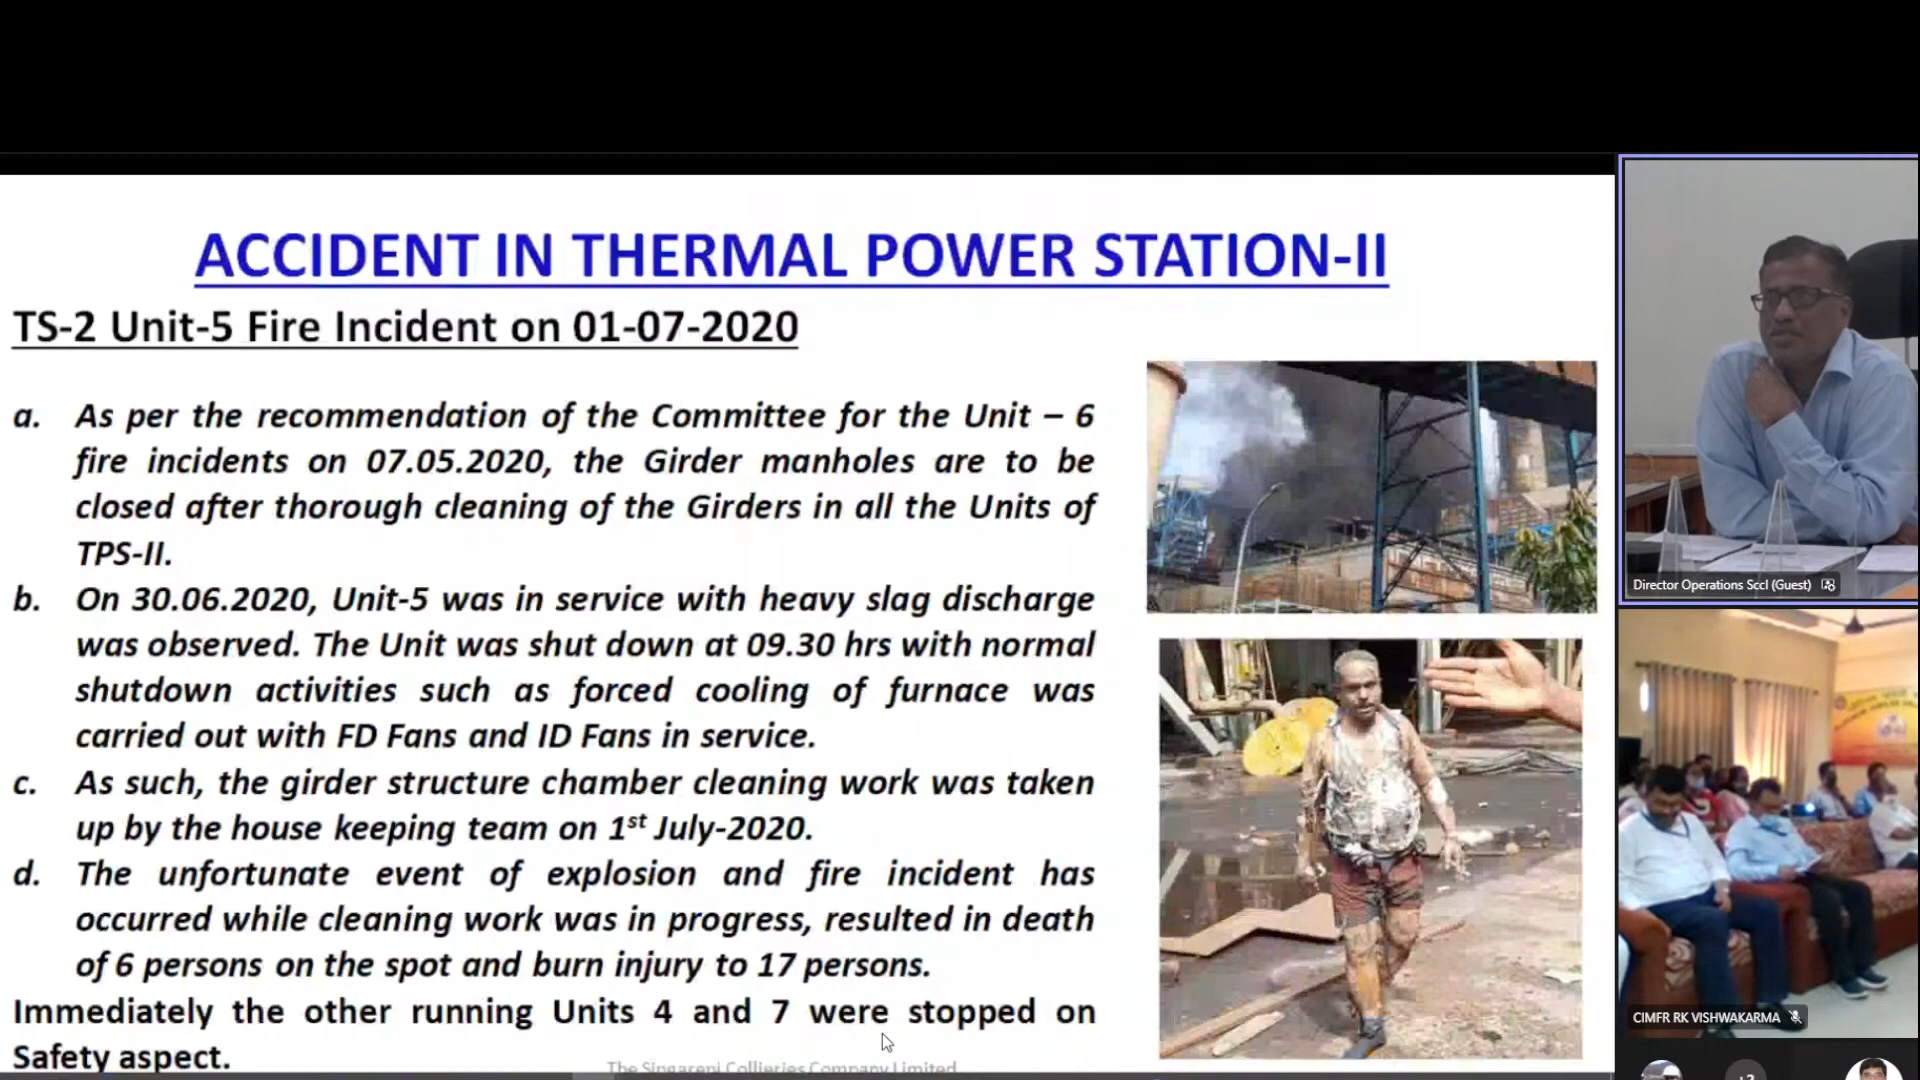 ACCIDENT IN THERMAL POWER STATION-II
TS-2 Unit-5 Fire Incident on 01-07-2020
a. As per the recommendation of the Committee for the Unit – 6
fire incidents on 07.05.2020, the Girder manholes are to be
closed after thorough cleaning of the Girders in all the Units of
TPS-II.
b. On 30.06.2020, Unit-5 was in service with heavy slag discharge
was observed. The Unit was shut down at 09.30 hrs with normal
shutdown activities such as forced cooling of furnace was
carried out with FD Fans and ID Fans in service.
c. As such, the girder structure chamber cleaning work was taken
up by the house keeping team on 1st July-2020.
d. The unfortunate event of explosion and fire incident has
occurred while cleaning work was in progress, resulted in death
of 6 persons on the spot and burn injury to 17 persons.
Immediately the other running Units 4 and 7 were stopped on
Safety aspect.
The Singareni Collieries Company Limited
Director Operations Sccl (Guest)
CIMFR RK VISHWAKARMA
+2